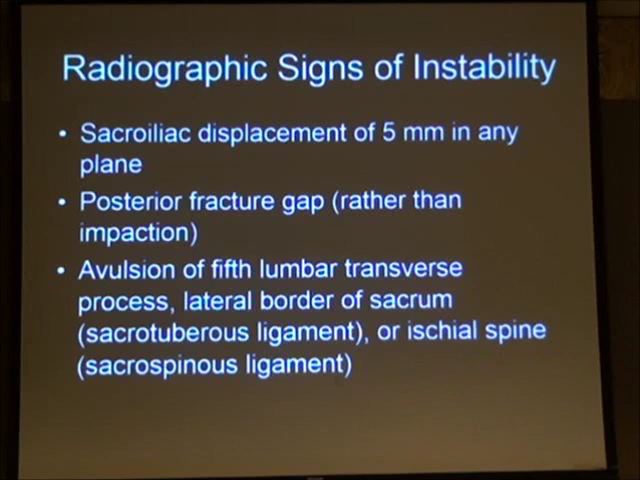 Radiographic Signs of Instability
• Sacroiliac displacement of 5 mm in any
plane
• Posterior fracture gap (rather than
impaction)
• Avulsion of fifth lumbar transverse
process, lateral border of sacrum
(sacrotuberous ligament), or ischial spine
(sacrospinous ligament)